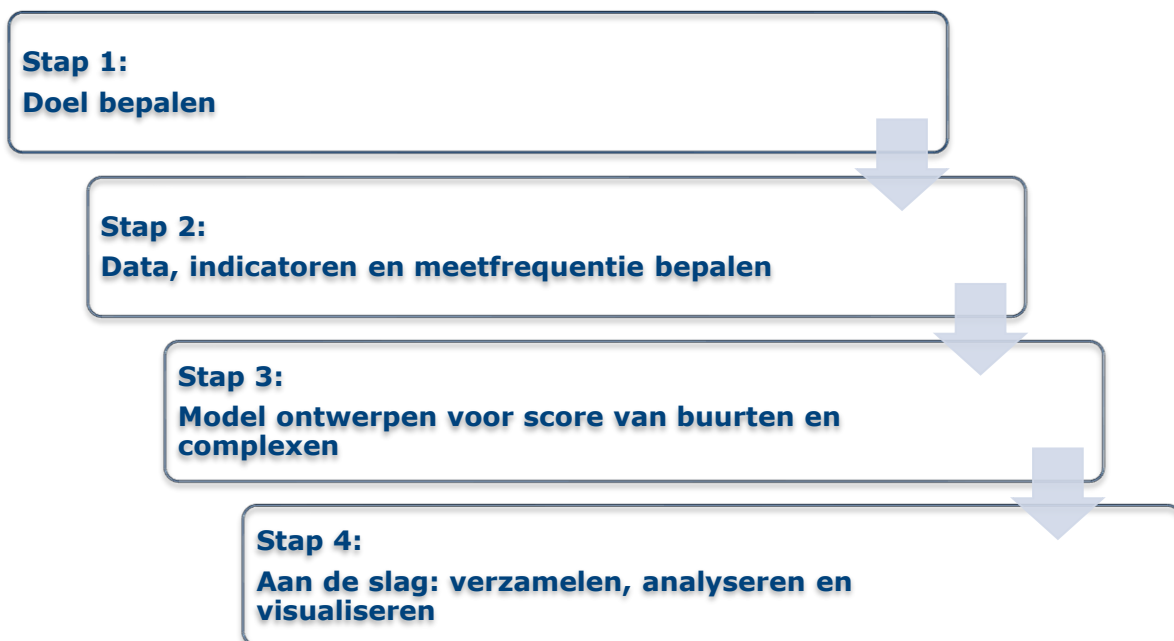 Stap 1:
Doel bepalen
Stap 2:
Data, indicatoren en meetfrequentie bepalen
Stap 3:
Model ontwerpen voor score van buurten en
complexen
Stap 4:
Aan de slag: verzamelen, analyseren en
visualiseren